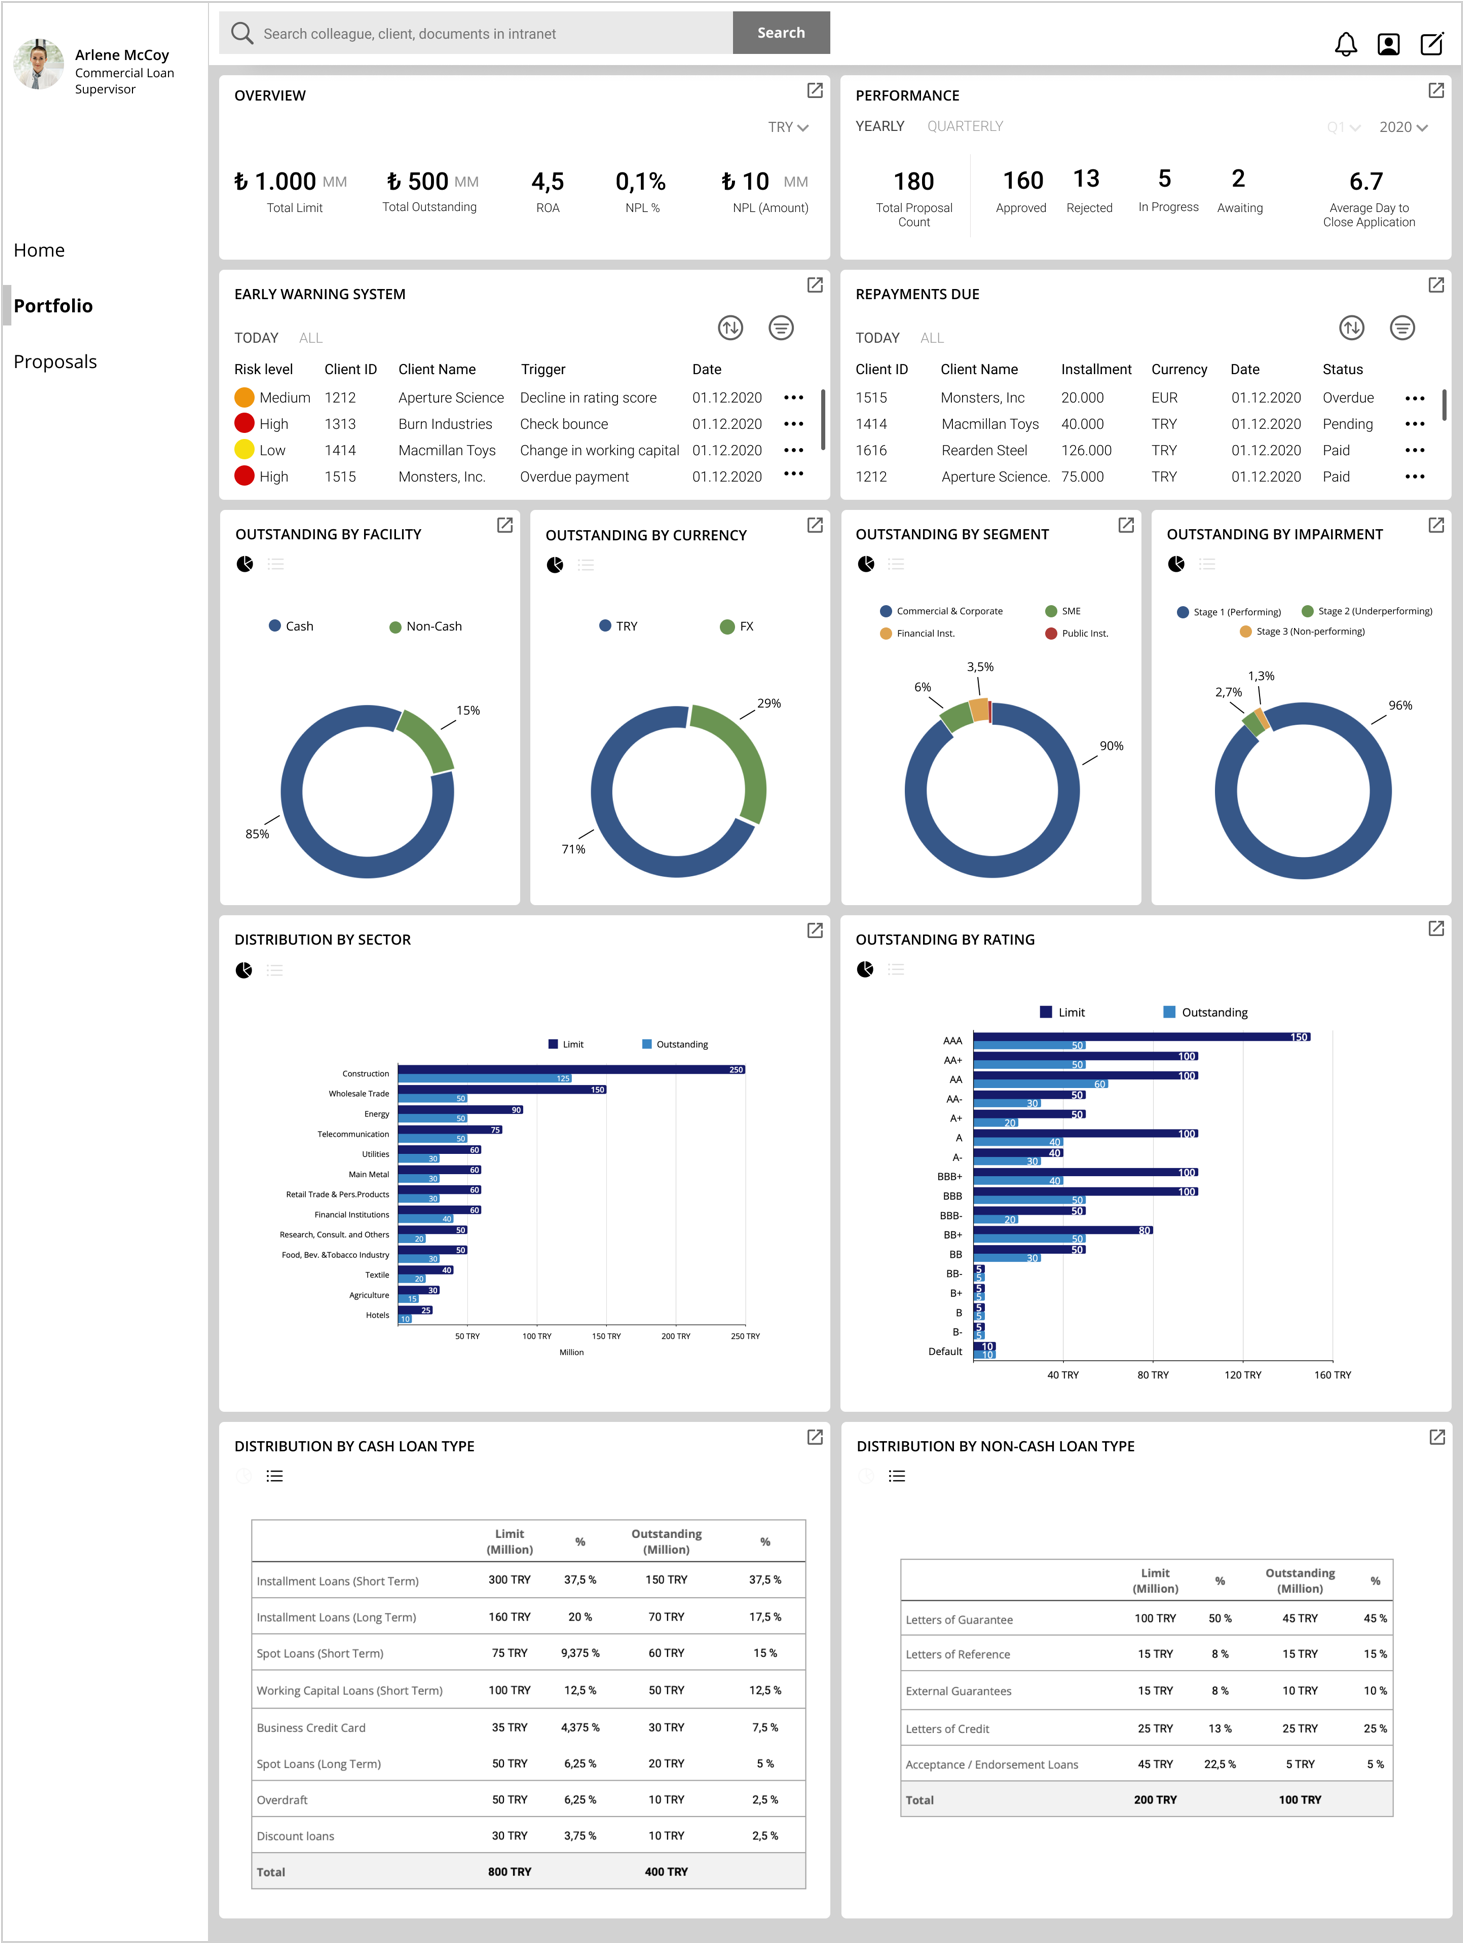 Arlene McCoy
Commercial Loan
Supervisor
Home
Portfolio
Proposals
Search colleague, client, documents in intranet
Search
OVERVIEW
TRY
₺ 1.000 MM
Total Limit
₺ 500 MM
Total Outstanding
4,5
ROA
0,1%
NPL %
₺ 10 MM
NPL (Amount)
PERFORMANCE
YEARLY QUARTERLY Q1 2020
180
Total Proposal
Count
160
Approved
13
Rejected
5
In Progress
2
Awaiting
6.7
Average Day to
Close Application
EARLY WARNING SYSTEM
TODAY ALL
Risk level Client ID Client Name Trigger Date
Medium 1212 Aperture Science Decline in rating score 01.12.2020
High 1313 Burn Industries Check bounce 01.12.2020
Low 1414 Macmillan Toys Change in working capital 01.12.2020
High 1515 Monsters, Inc. Overdue payment 01.12.2020
REPAYMENTS DUE
TODAY ALL
Client ID Client Name Installment Currency Date Status
1515 Monsters, Inc 20.000 EUR 01.12.2020 Overdue
1414 Macmillan Toys 40.000 TRY 01.12.2020 Pending
1616 Rearden Steel 126.000 TRY 01.12.2020 Paid
1212 Aperture Science. 75.000 TRY 01.12.2020 Paid
OUTSTANDING BY FACILITY
Cash Non-Cash
15%
85%
OUTSTANDING BY CURRENCY
TRY FX
29%
71%
OUTSTANDING BY SEGMENT
Commercial & Corporate SME
Financial Inst. Public Inst.
3,5%
6%
90%
OUTSTANDING BY IMPAIRMENT
Stage 1 (Performing) Stage 2 (Underperforming)
Stage 3 (Non-performing)
1,3%
2,7%
96%
DISTRIBUTION BY SECTOR
Limit Outstanding
Construction 250
125
Wholesale Trade 150
50
Energy 90
50
Telecommunication 75
50
Utilities 60
30
Main Metal 60
30
Retail Trade & Pers.Products 60
30
Financial Institutions 60
40
Research, Consult. and Others 50
20
Food, Bev. &Tobacco Industry 50
30
Textile 40
20
Agriculture 30
15
Hotels 25
10
50 TRY 100 TRY 150 TRY 200 TRY 250 TRY
Million
OUTSTANDING BY RATING
Limit Outstanding
AAA 150
50
AA+ 100
50
AA 100
60
AA- 50
30
A+ 50
20
A 100
40
A- 40
30
BBB+ 100
40
BBB 100
50
BBB- 50
20
BB+ 80
50
BB 50
30
BB- 5
5
B+ 5
5
B 5
5
B- 5
5
Default 10
10
40 TRY 80 TRY 120 TRY 160 TRY
DISTRIBUTION BY CASH LOAN TYPE
Limit Outstanding
(Million) % (Million) %
Installment Loans (Short Term) 300 TRY 37,5 % 150 TRY 37,5 %
Installment Loans (Long Term) 160 TRY 20 % 70 TRY 17,5 %
Spot Loans (Short Term) 75 TRY 9,375 % 60 TRY 15 %
Working Capital Loans (Short Term) 100 TRY 12,5 % 50 TRY 12,5 %
Business Credit Card 35 TRY 4,375 % 30 TRY 7,5 %
Spot Loans (Long Term) 50 TRY 6,25 % 20 TRY 5 %
Overdraft 50 TRY 6,25 % 10 TRY 2,5 %
Discount loans 30 TRY 3,75 % 10 TRY 2,5 %
Total 800 TRY 400 TRY
DISTRIBUTION BY NON-CASH LOAN TYPE
Limit Outstanding
(Million) % (Million) %
Letters of Guarantee 100 TRY 50 % 45 TRY 45 %
Letters of Reference 15 TRY 8 % 15 TRY 15 %
External Guarantees 15 TRY 8 % 10 TRY 10 %
Letters of Credit 25 TRY 13 % 25 TRY 25 %
Acceptance / Endorsement Loans 45 TRY 22,5 % 5 TRY 5 %
Total 200 TRY 100 TRY